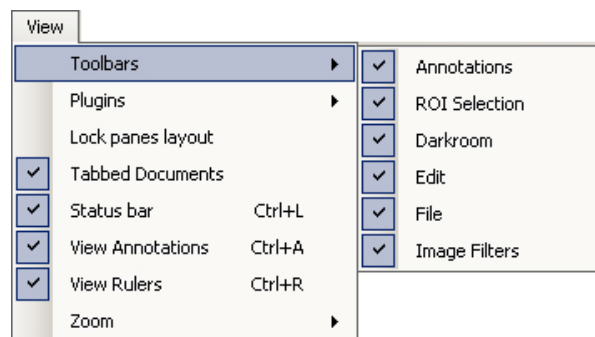 View
Toolbars
Plugins
Lock panes layout
Tabbed Documents
Status bar Ctrl+L
View Annotations Ctrl+A
View Rulers Ctrl+R
Zoom
Annotations
ROI Selection
Darkroom
Edit
File
Image Filters